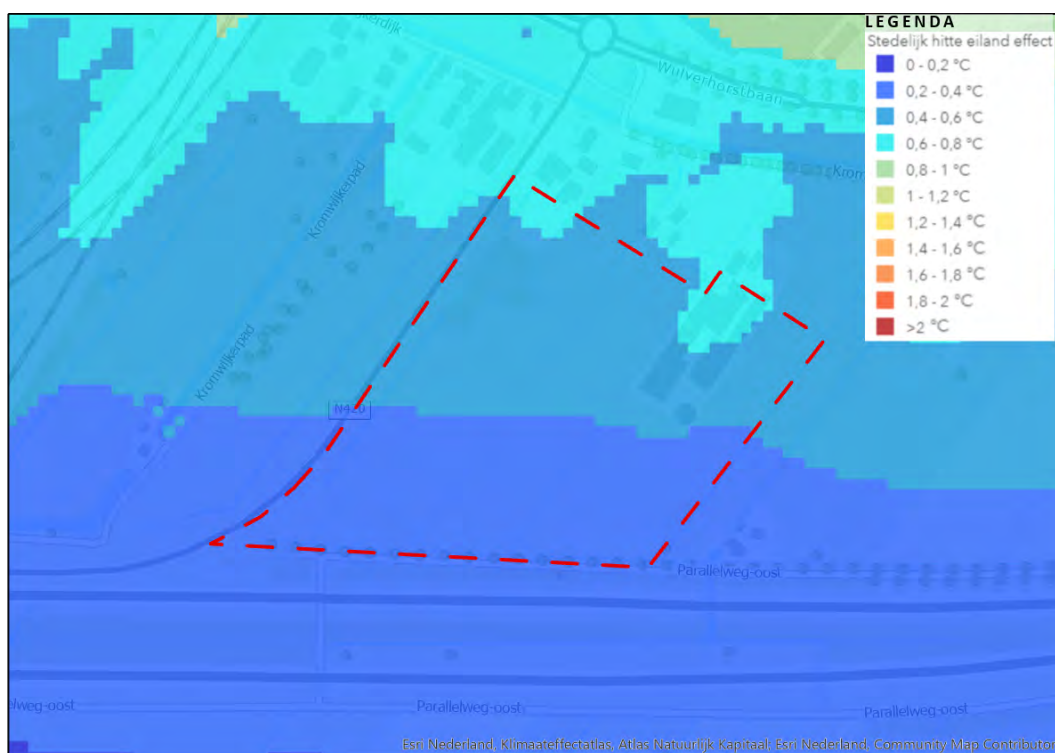 LEGENDA
Stedelijk hitte eiland effect
0 - 0,2 °C
0,2 - 0,4 °C
0,4 - 0,6 °C
0,6 - 0,8 °C
0,8 - 1 °C
1 - 1,2 °C
1,2 - 1,4 °C
1,4 - 1,6 °C
1,6 - 1,8 °C
1,8 - 2 °C
>2 °C
Wulverhorstbaan
Kromwijkerpad
Kromwijkerpad
N420
Parallelweg-oost
Parallelweg-oost
Parallelweg-oost
Esri Nederland, Klimaateffectatlas, Atlas Natuurlijk Kapitaal, Esri Nederland, Community Map Contributor